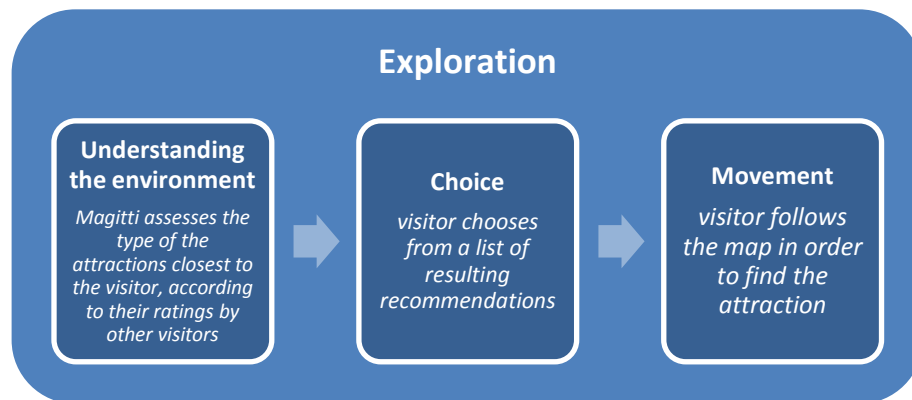 Exploration
Understanding
the environment
Magitti assesses the
type of the
attractions closest to
the visitor, according
to their ratings by
other visitors
Choice
visitor chooses
from a list of
resulting
recommendations
Movement
visitor follows
the map in order
to find the
attraction